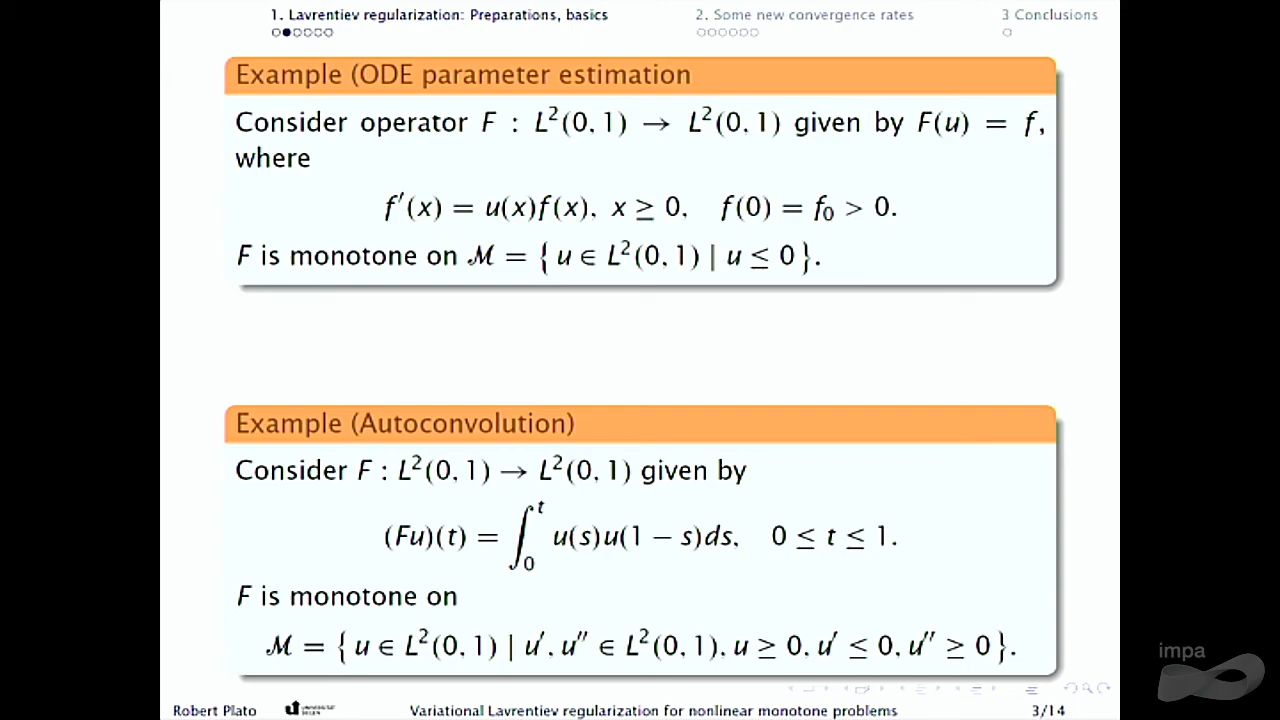 1. Lavrentiev regularization: Preparations, basics 2. Some new convergence rates 3 Conclusions
Example (ODE parameter estimation
Consider operator F : L²(0, 1) → L²(0, 1) given by F(u) = f,
where
f′(x) = u(x)f(x), x ≥ 0, f(0) = f₀ > 0.
F is monotone on ℳ = { u ∈ L²(0, 1) | u ≤ 0 }.
Example (Autoconvolution)
Consider F : L²(0, 1) → L²(0, 1) given by
(Fu)(t) = ∫₀ᵗ u(s)u(1 − s)ds, 0 ≤ t ≤ 1.
F is monotone on
ℳ = { u ∈ L²(0, 1) | u′, u″ ∈ L²(0, 1), u ≥ 0, u′ ≤ 0, u″ ≥ 0 }.
impa
Robert Plato Variational Lavrentiev regularization for nonlinear monotone problems 3/14